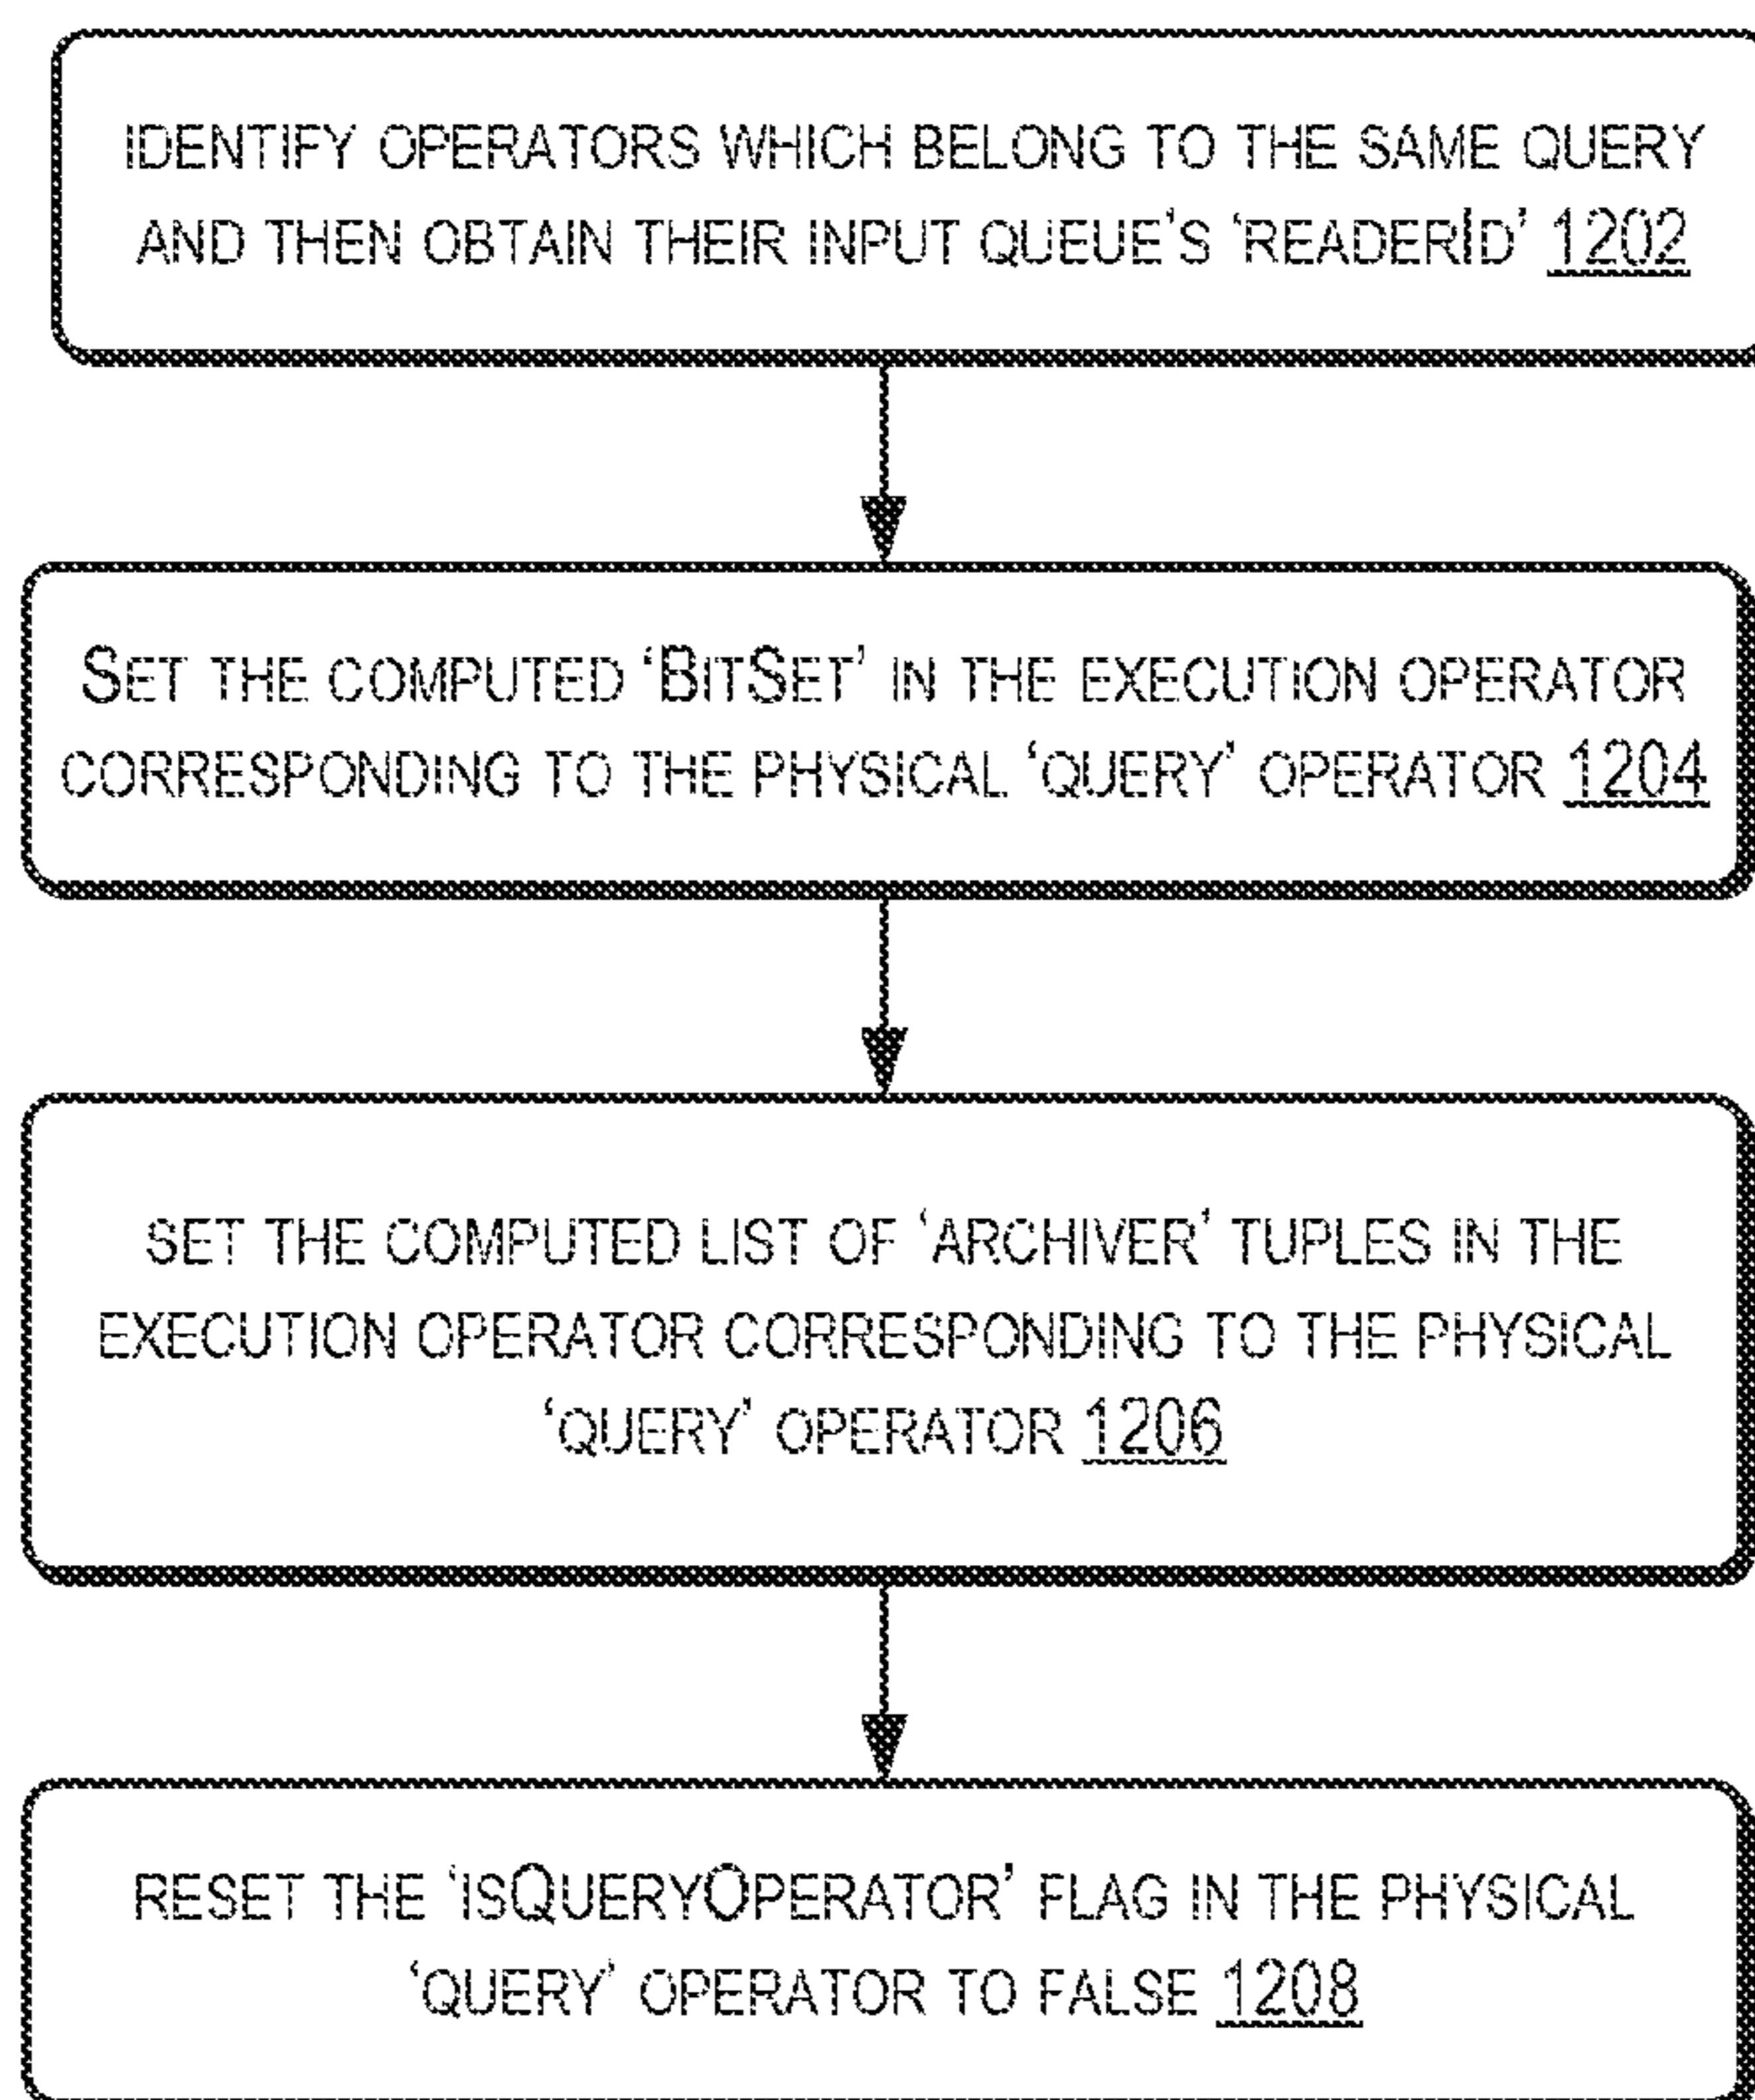 IDENTIFY OPERATORS WHICH BELONG TO THE SAME QUERY
AND THEN OBTAIN THEIR INPUT QUEUE'S 'READERID' 1202
SET THE COMPUTED 'BITSET' IN THE EXECUTION OPERATOR
CORRESPONDING TO THE PHYSICAL 'QUERY' OPERATOR 1204
SET THE COMPUTED LIST OF 'ARCHIVER' TUPLES IN THE
EXECUTION OPERATOR CORRESPONDING TO THE PHYSICAL
'QUERY' OPERATOR 1206
RESET THE 'ISQUERYOPERATOR' FLAG IN THE PHYSICAL
'QUERY' OPERATOR TO FALSE 1208